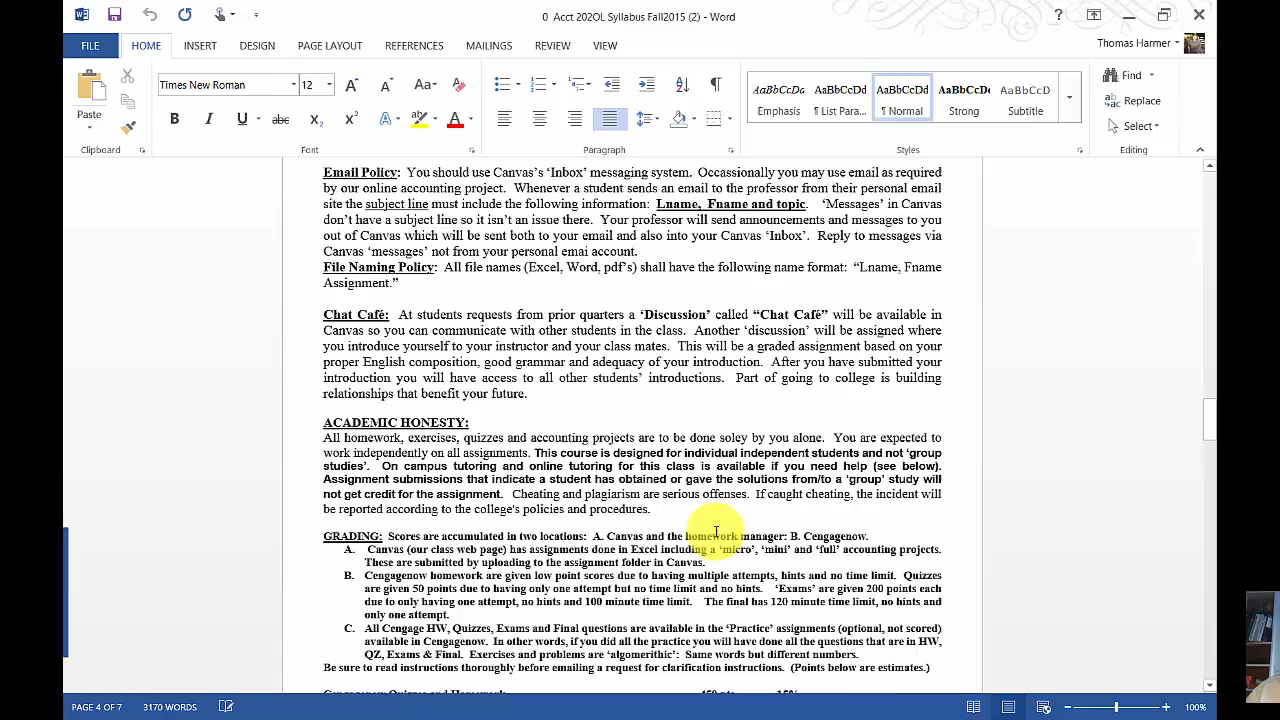 0 Acct 202OL Syllabus Fall2015 (2) - Word
FILE HOME INSERT DESIGN PAGE LAYOUT REFERENCES MAILINGS REVIEW VIEW Thomas Harmer
Times New Roman 12
Paste
Clipboard Font Paragraph Styles Editing
AaBbCcDd AaBbCcDd AaBbCcDd AaBbCcDd AaBbCcD
Emphasis ¶ List Para... ¶ Normal Strong Subtitle
Find
Replace
Select
Email Policy: You should use Canvas's 'Inbox' messaging system. Occassionally you may use email as required
by our online accounting project. Whenever a student sends an email to the professor from their personal email
site the subject line must include the following information: Lname, Fname and topic. 'Messages' in Canvas
don't have a subject line so it isn't an issue there. Your professor will send announcements and messages to you
out of Canvas which will be sent both to your email and also into your Canvas 'Inbox'. Reply to messages via
Canvas 'messages' not from your personal emai account.
File Naming Policy: All file names (Excel, Word, pdf's) shall have the following name format: "Lname, Fname
Assignment."
Chat Café: At students requests from prior quarters a 'Discussion' called "Chat Café" will be available in
Canvas so you can communicate with other students in the class. Another 'discussion' will be assigned where
you introduce yourself to your instructor and your class mates. This will be a graded assignment based on your
proper English composition, good grammar and adequacy of your introduction. After you have submitted your
introduction you will have access to all other students' introductions. Part of going to college is building
relationships that benefit your future.
ACADEMIC HONESTY:
All homework, exercises, quizzes and accounting projects are to be done soley by you alone. You are expected to
work independently on all assignments. This course is designed for individual independent students and not 'group
studies'. On campus tutoring and online tutoring for this class is available if you need help (see below).
Assignment submissions that indicate a student has obtained or gave the solutions from/to a 'group' study will
not get credit for the assignment. Cheating and plagiarism are serious offenses. If caught cheating, the incident will
be reported according to the college's policies and procedures.
GRADING: Scores are accumulated in two locations: A. Canvas and the homework manager: B. Cengagenow.
A. Canvas (our class web page) has assignments done in Excel including a 'micro', 'mini' and 'full' accounting projects.
These are submitted by uploading to the assignment folder in Canvas.
B. Cengagenow homework are given low point scores due to having multiple attempts, hints and no time limit. Quizzes
are given 50 points due to having only one attempt but no time limit and no hints. 'Exams' are given 200 points each
due to only having one attempt, no hints and 100 minute time limit. The final has 120 minute time limit, no hints and
only one attempt.
C. All Cengage HW, Quizzes, Exams and Final questions are available in the 'Practice' assignments (optional, not scored)
available in Cengagenow. In other words, if you did all the practice you will have done all the questions that are in HW,
QZ, Exams & Final. Exercises and problems are 'algomerithic': Same words but different numbers.
Be sure to read instructions thoroughly before emailing a request for clarification instructions. (Points below are estimates.)
PAGE 4 OF 7 3170 WORDS 100%